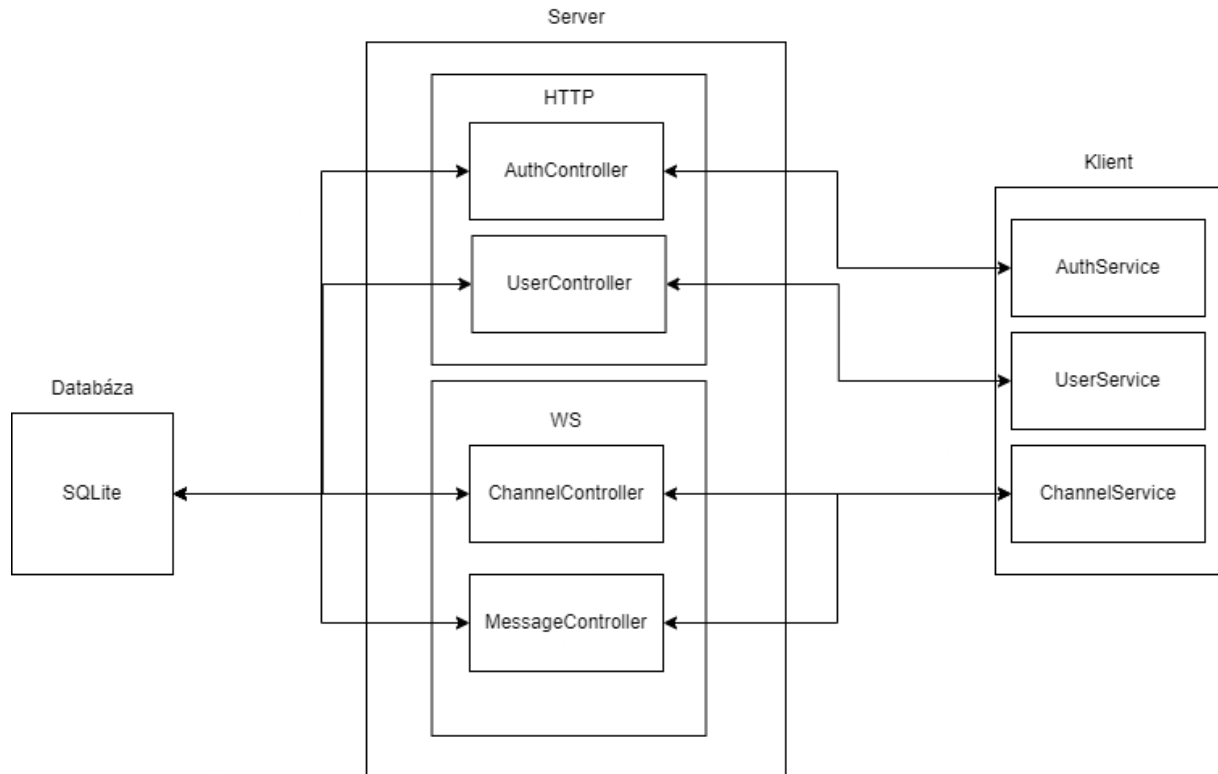 Server
HTTP
AuthController
UserController
WS
ChannelController
MessageController
Databáza
SQLite
Klient
AuthService
UserService
ChannelService